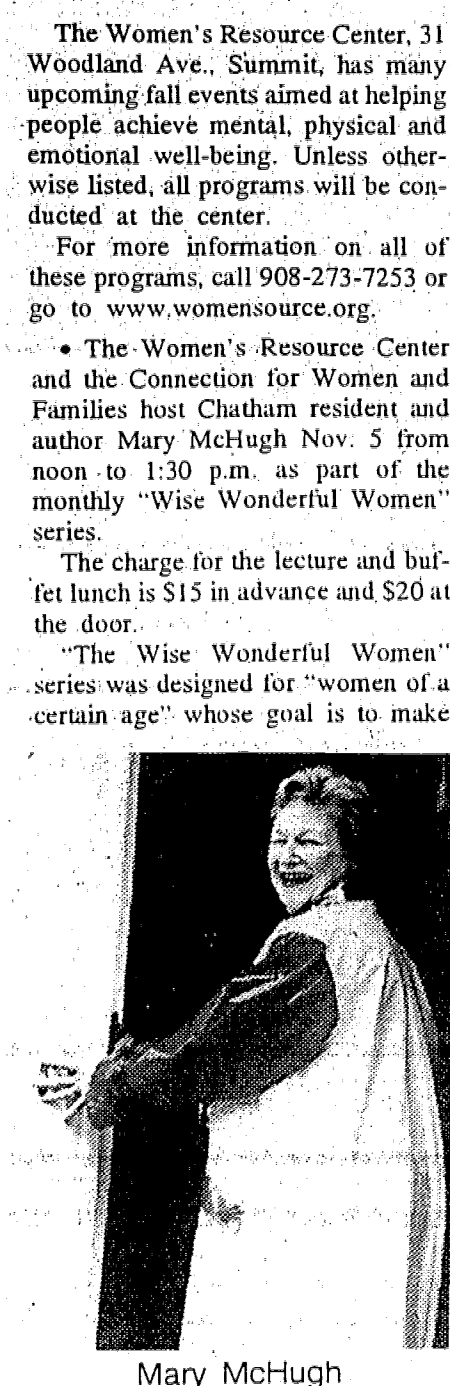 The Women's Resource Center, 31
Woodland Ave., Summit, has many
upcoming fall events aimed at helping
people achieve mental, physical and
emotional well-being. Unless other-
wise listed, all programs will be con-
ducted at the center.
For more information on all of
these programs, call 908-273-7253 or
go to www.womensource.org.
• The Women's Resource Center
and the Connection for Women and
Families host Chatham resident and
author Mary McHugh Nov. 5 from
noon to 1:30 p.m. as part of the
monthly "Wise Wonderful Women"
series.
The charge for the lecture and buf-
fet lunch is $15 in advance and $20 at
the door.
"The Wise Wonderful Women"
series was designed for "women of a
certain age" whose goal is to make
Mary McHugh